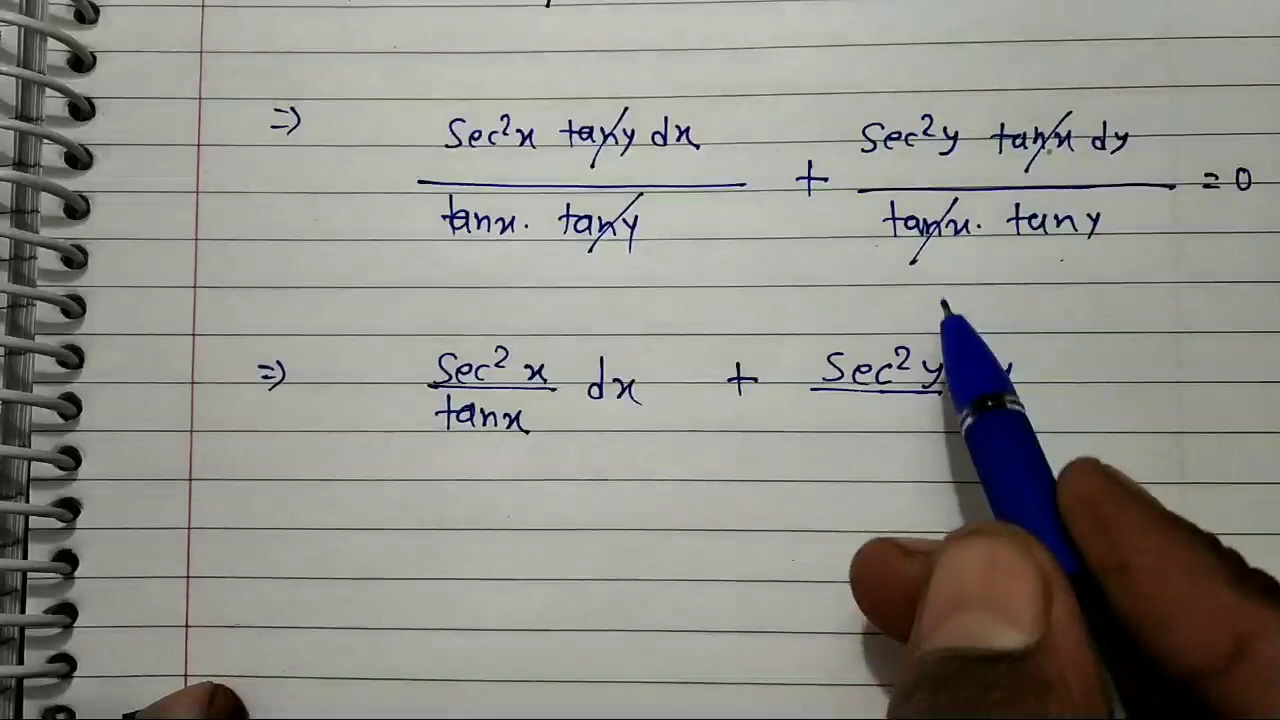 ⇒ sec²x tany dx / tanx. tany + sec²y tanx dy / tanx. tany = 0
⇒ sec²x / tanx dx + sec²y